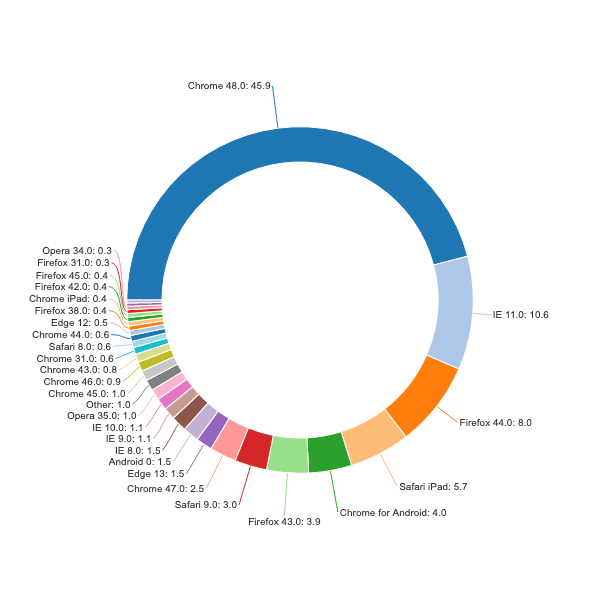 Chrome 48.0: 45.9
IE 11.0: 10.6
Firefox 44.0: 8.0
Safari iPad: 5.7
Chrome for Android: 4.0
Firefox 43.0: 3.9
Safari 9.0: 3.0
Chrome 47.0: 2.5
Edge 13: 1.5
Android 0: 1.5
IE 8.0: 1.5
IE 9.0: 1.1
IE 10.0: 1.1
Opera 35.0: 1.0
Other: 1.0
Chrome 45.0: 1.0
Chrome 46.0: 0.9
Chrome 43.0: 0.8
Chrome 31.0: 0.6
Safari 8.0: 0.6
Chrome 44.0: 0.6
Edge 12: 0.5
Firefox 38.0: 0.4
Chrome iPad: 0.4
Firefox 42.0: 0.4
Firefox 45.0: 0.4
Firefox 31.0: 0.3
Opera 34.0: 0.3